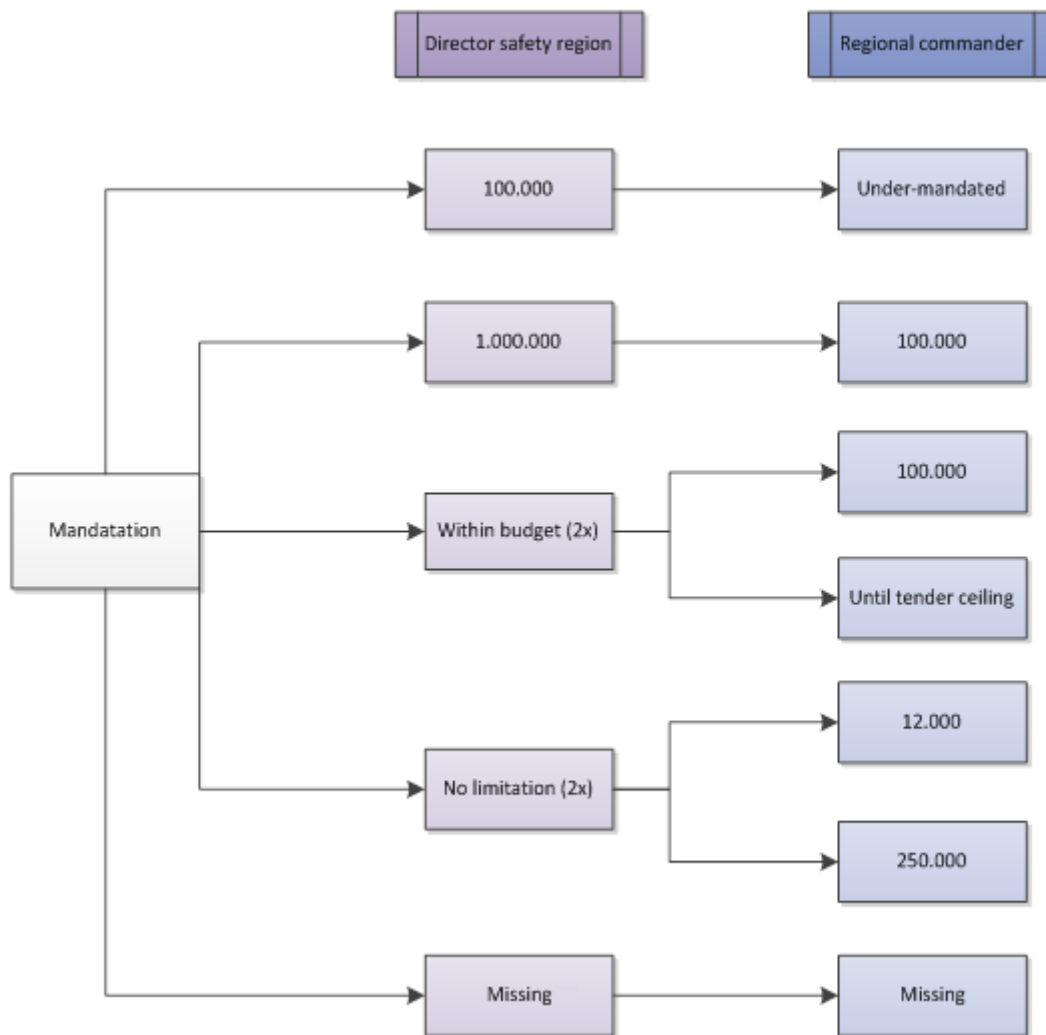 Director safety region
Regional commander
100.000
Under-mandated
1.000.000
100.000
Mandatation
Within budget (2x)
100.000
Until tender ceiling
No limitation (2x)
12.000
250.000
Missing
Missing